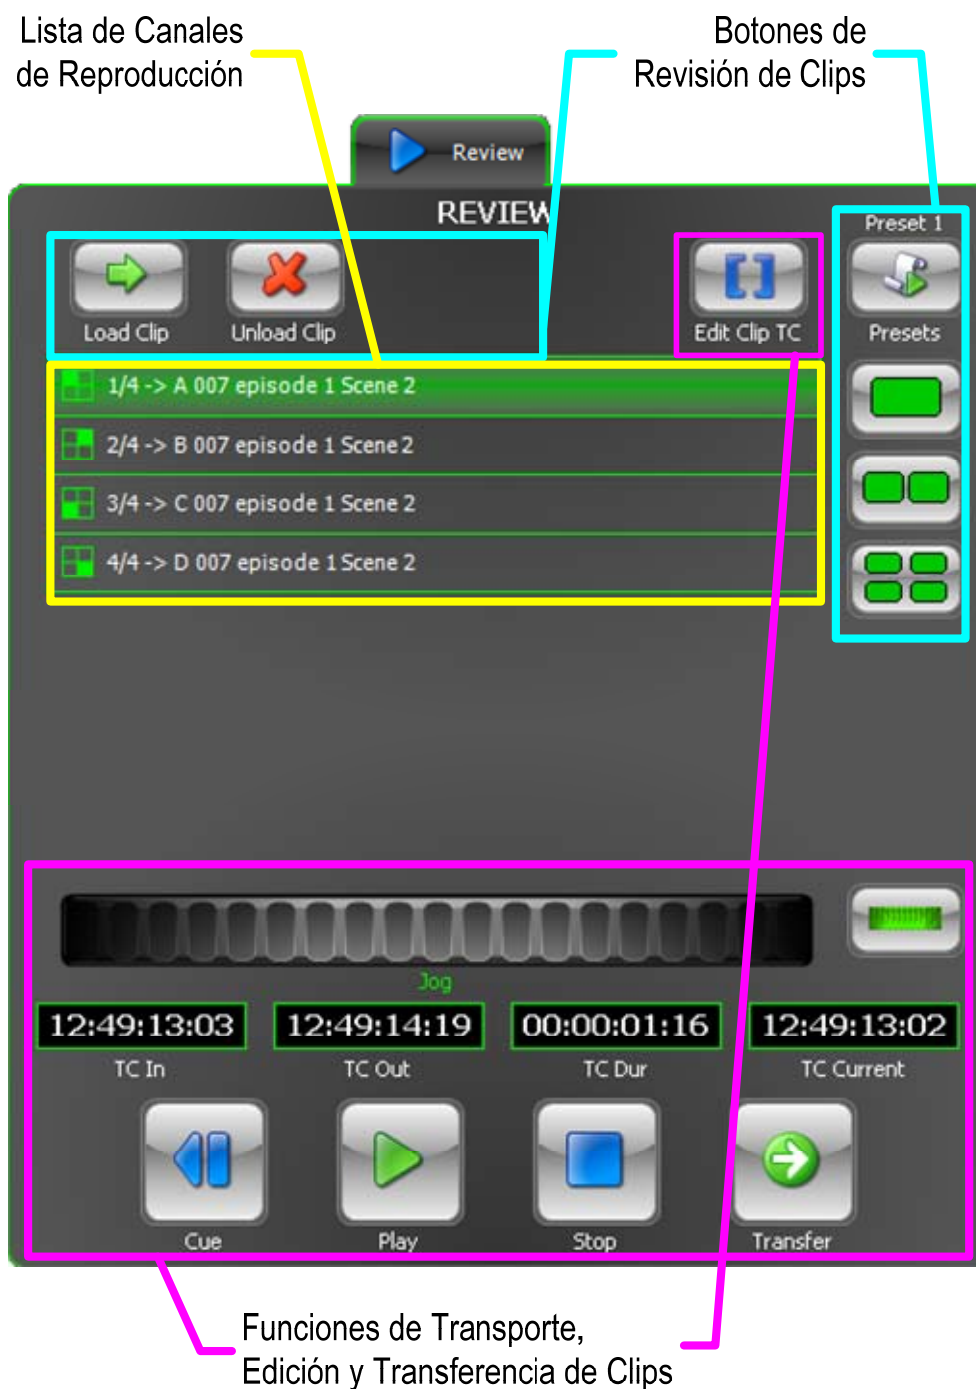 Lista de Canales
de Reproducción
Botones de
Revisión de Clips
Review
REVIEW
Preset 1
Load Clip
Unload Clip
Edit Clip TC
Presets
1/4 -> A 007 episode 1 Scene 2
2/4 -> B 007 episode 1 Scene 2
3/4 -> C 007 episode 1 Scene 2
4/4 -> D 007 episode 1 Scene 2
Jog
12:49:13:03 12:49:14:19 00:00:01:16 12:49:13:02
TC In TC Out TC Dur TC Current
Cue Play Stop Transfer
Funciones de Transporte,
Edición y Transferencia de Clips